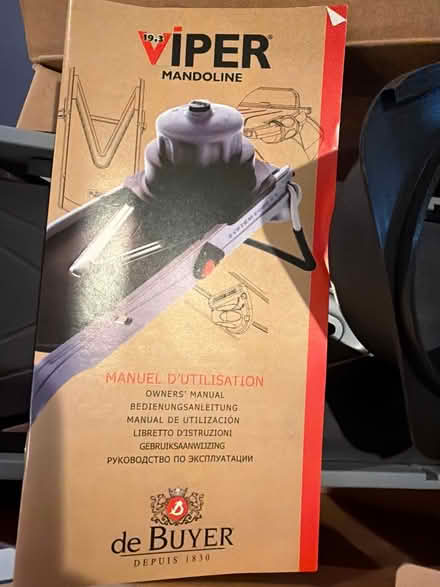 19.3 VIPER®
MANDOLINE
MANUEL D'UTILISATION
OWNERS' MANUAL
BEDIENUNGSANLEITUNG
MANUAL DE UTILIZACIÓN
LIBRETTO D'ISTRUZIONI
GEBRUIKSAANWIJZING
РУКОВОДСТВО ПО ЭКСПЛУАТАЦИИ
de BUYER®
DEPUIS 1830